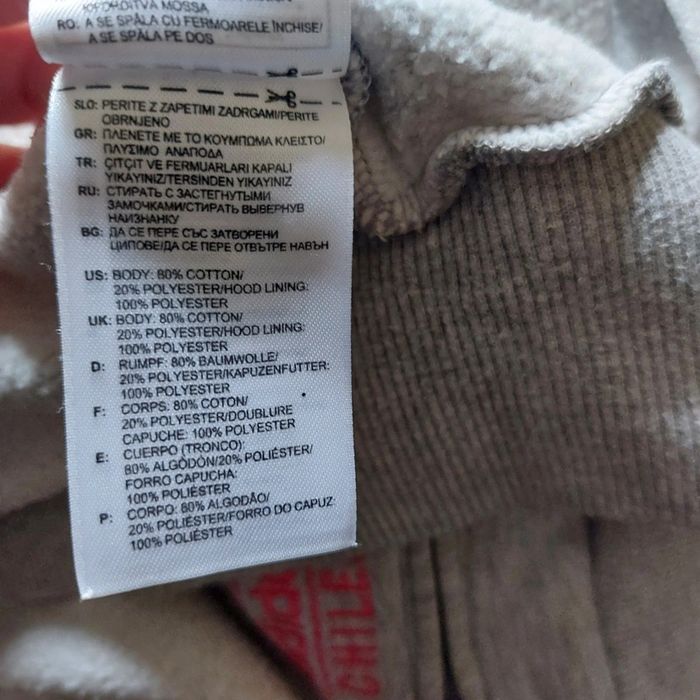 RO: A SE SPĂLA CU FERMOARELE ÎNCHISE/
A SE SPĂLA PE DOS
SLO: PERITE Z ZAPETIMI ZADRGAMI/PERITE
OBRNJENO
GR: ΠΛΕΝΕΤΕ ΜΕ ΤΟ ΚΟΥΜΠΩΜΑ ΚΛΕΙΣΤΟ/
ΠΛΥΣΙΜΟ ΑΝΑΠΟΔΑ
TR: ÇITÇIT VE FERMUARLARI KAPALI
YIKAYINIZ/TERSINDEN YIKAYINIZ
RU: СТИРАТЬ С ЗАСТЕГНУТЫМИ
ЗАМОЧКАМИ/СТИРАТЬ ВЫВЕРНУВ
НАИЗНАНКУ
BG: ДА СЕ ПЕРЕ СЪС ЗАТВОРЕНИ
ЦИПОВЕ/ДА СЕ ПЕРЕ ОТВЪТРЕ НАВЪН
US: BODY: 80% COTTON/
20% POLYESTER/HOOD LINING:
100% POLYESTER
UK: BODY: 80% COTTON/
20% POLYESTER/HOOD LINING:
100% POLYESTER
D: RUMPF: 80% BAUMWOLLE/
20% POLYESTER/KAPUZENFUTTER:
100% POLYESTER
F: CORPS: 80% COTON/
20% POLYESTER/DOUBLURE
CAPUCHE: 100% POLYESTER
E: CUERPO (TRONCO):
80% ALGODÓN/20% POLIÉSTER/
FORRO CAPUCHA:
100% POLIÉSTER
P: CORPO: 80% ALGODÃO/
20% POLIÉSTER/FORRO DO CAPUZ:
100% POLIÉSTER
CHILE